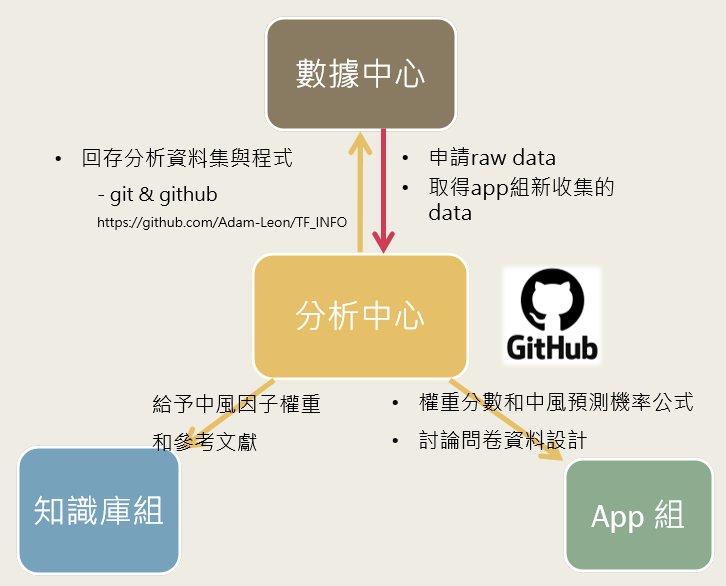 數據中心
• 回存分析資料集與程式
- git & github
https://github.com/Adam-Leon/TF_INFO
• 申請raw data
• 取得app組新收集的
data
分析中心
GitHub
給予中風因子權重
和參考文獻
• 權重分數和中風預測機率公式
• 討論問卷資料設計
知識庫組
App 組